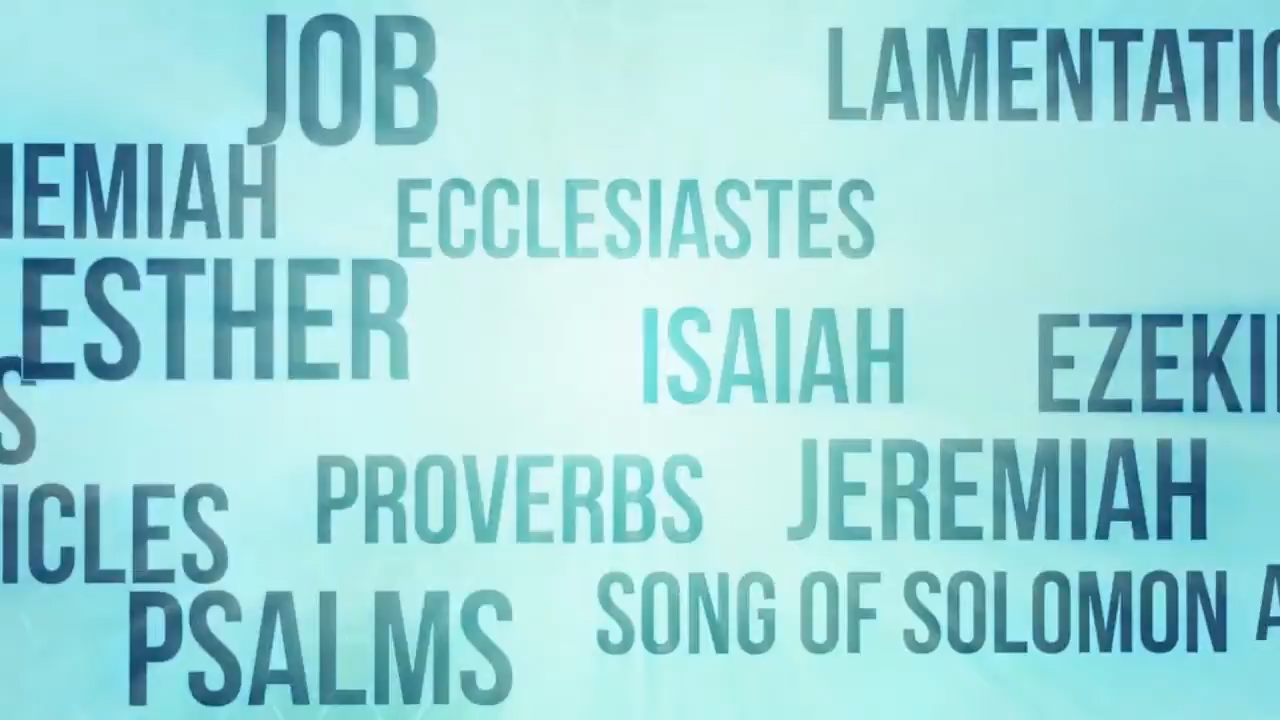 JOB
LAMENTATIO
EMIAH
ECCLESIASTES
ESTHER
ISAIAH
EZEKI
S
PROVERBS
JEREMIAH
ICLES
SONG OF SOLOMON A
PSALMS